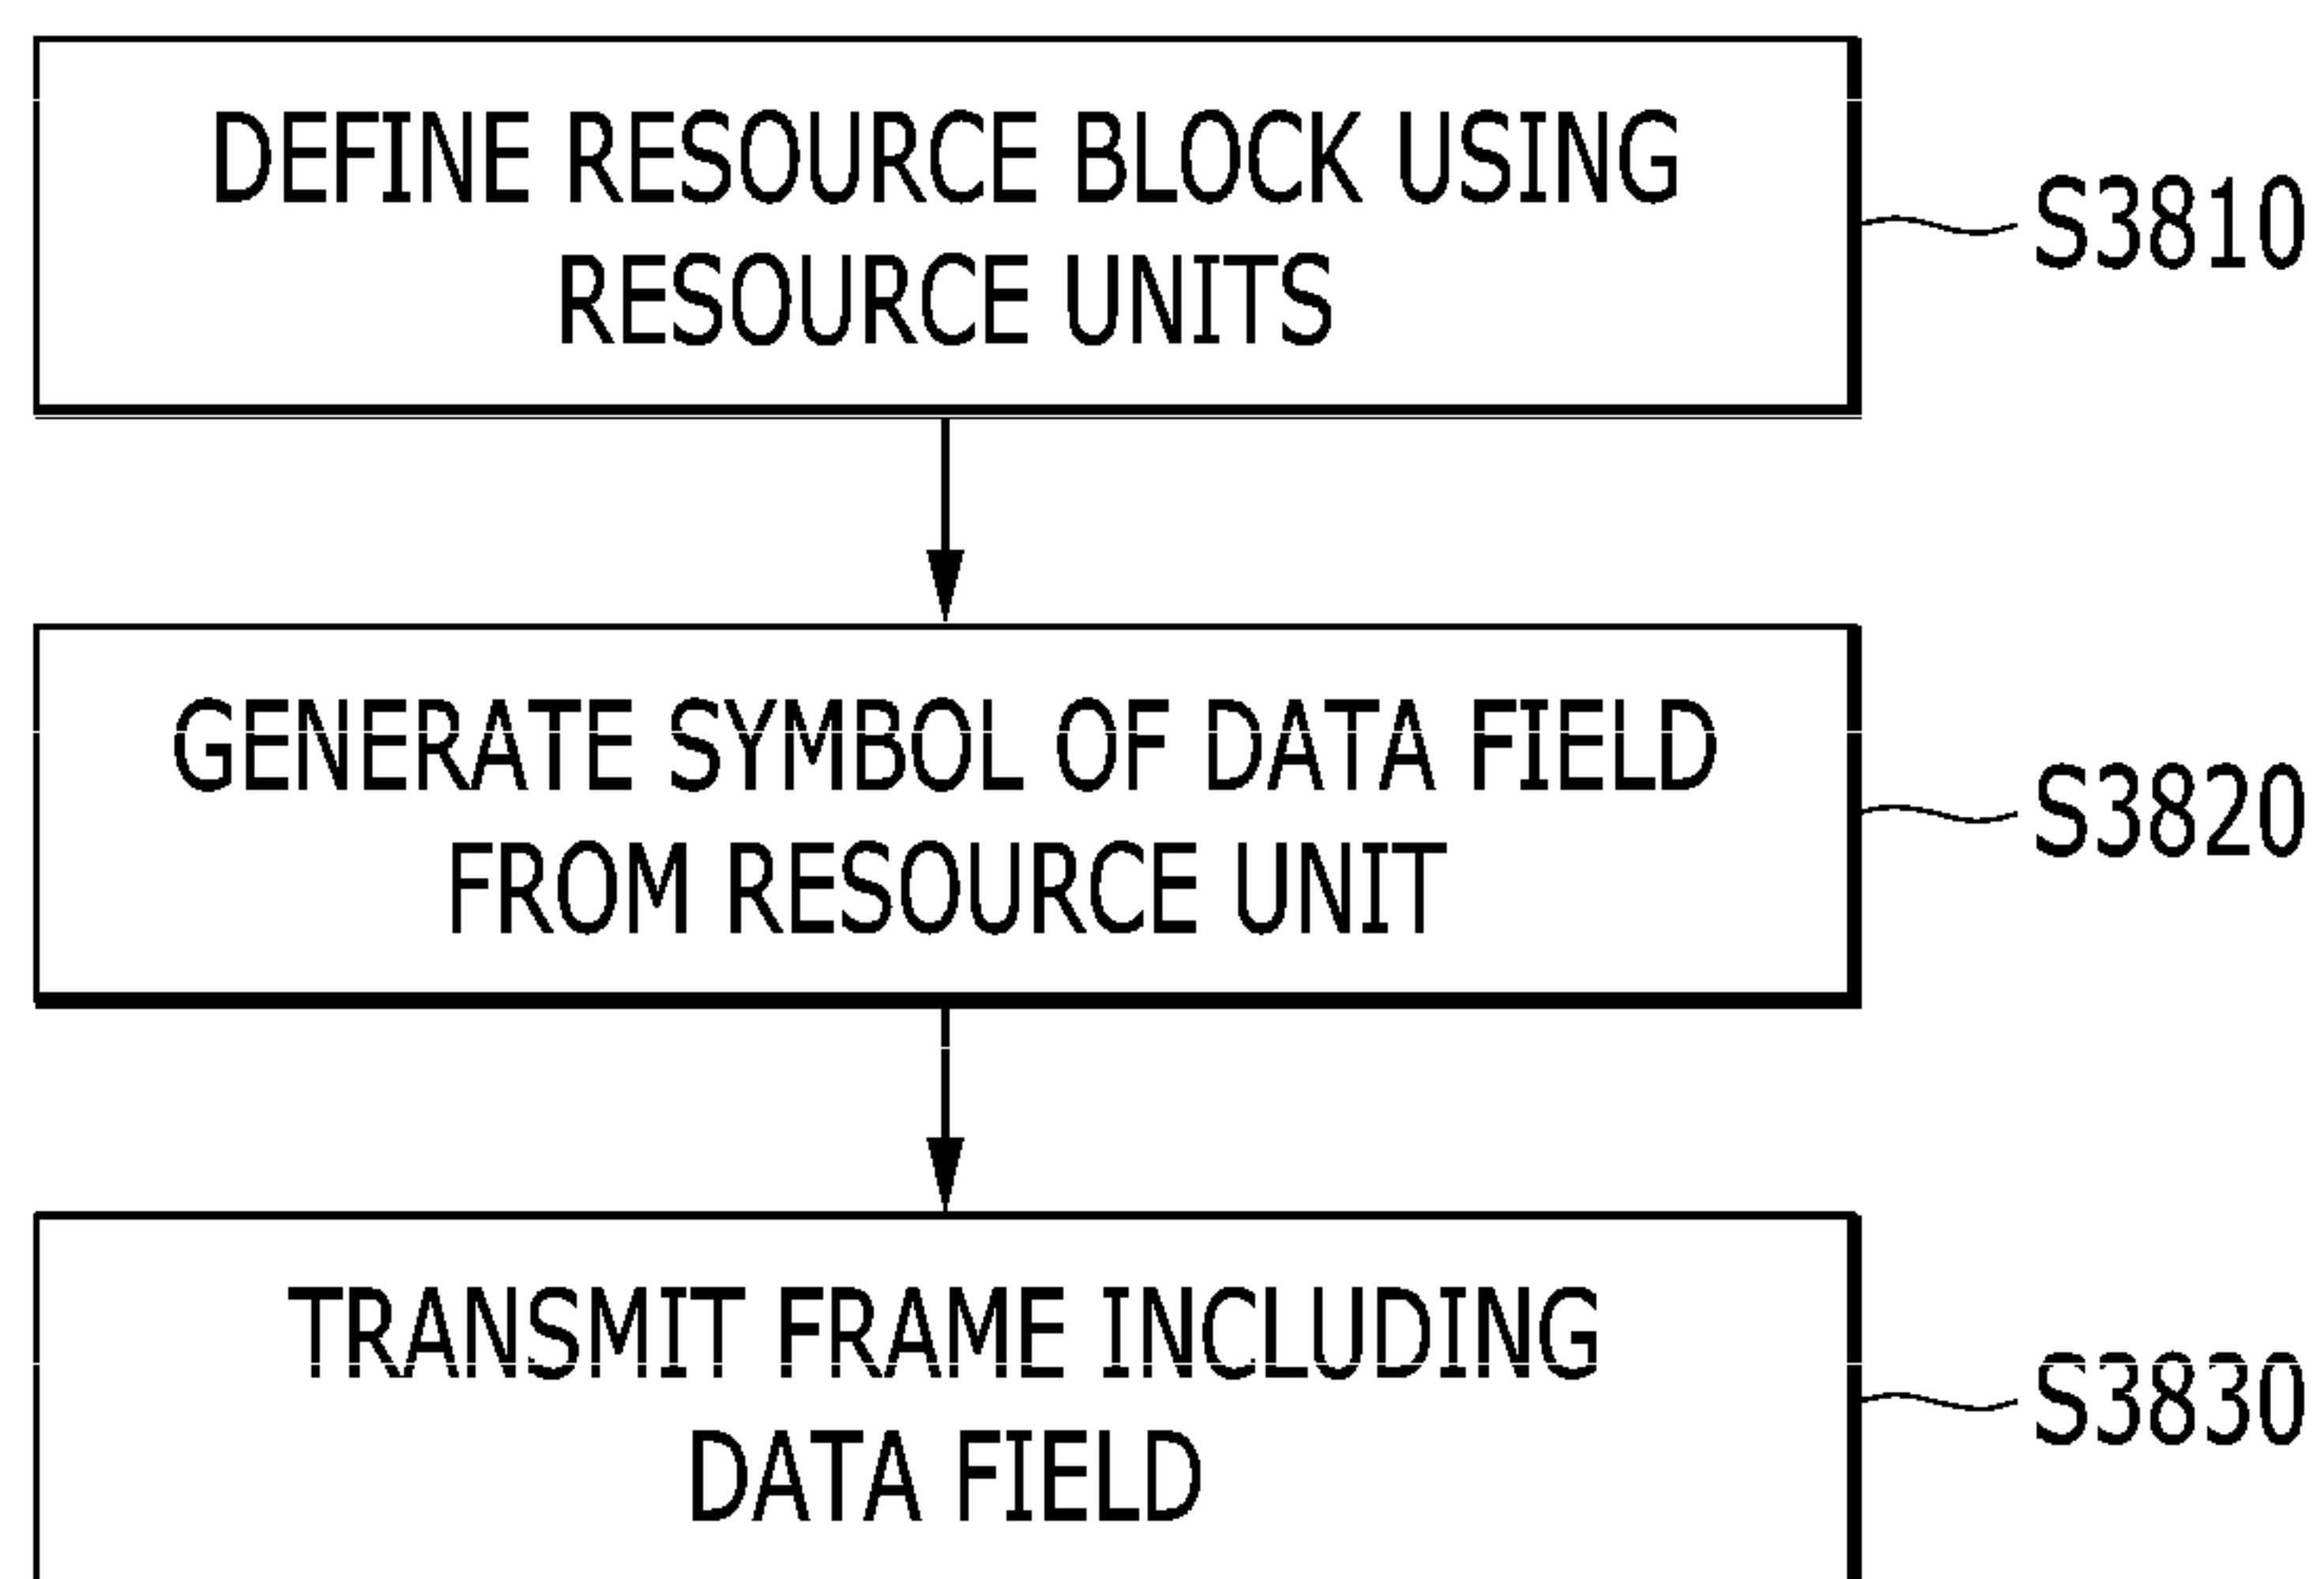 DEFINE RESOURCE BLOCK USING
RESOURCE UNITS
S3810
GENERATE SYMBOL OF DATA FIELD
FROM RESOURCE UNIT
S3820
TRANSMIT FRAME INCLUDING
DATA FIELD
S3830